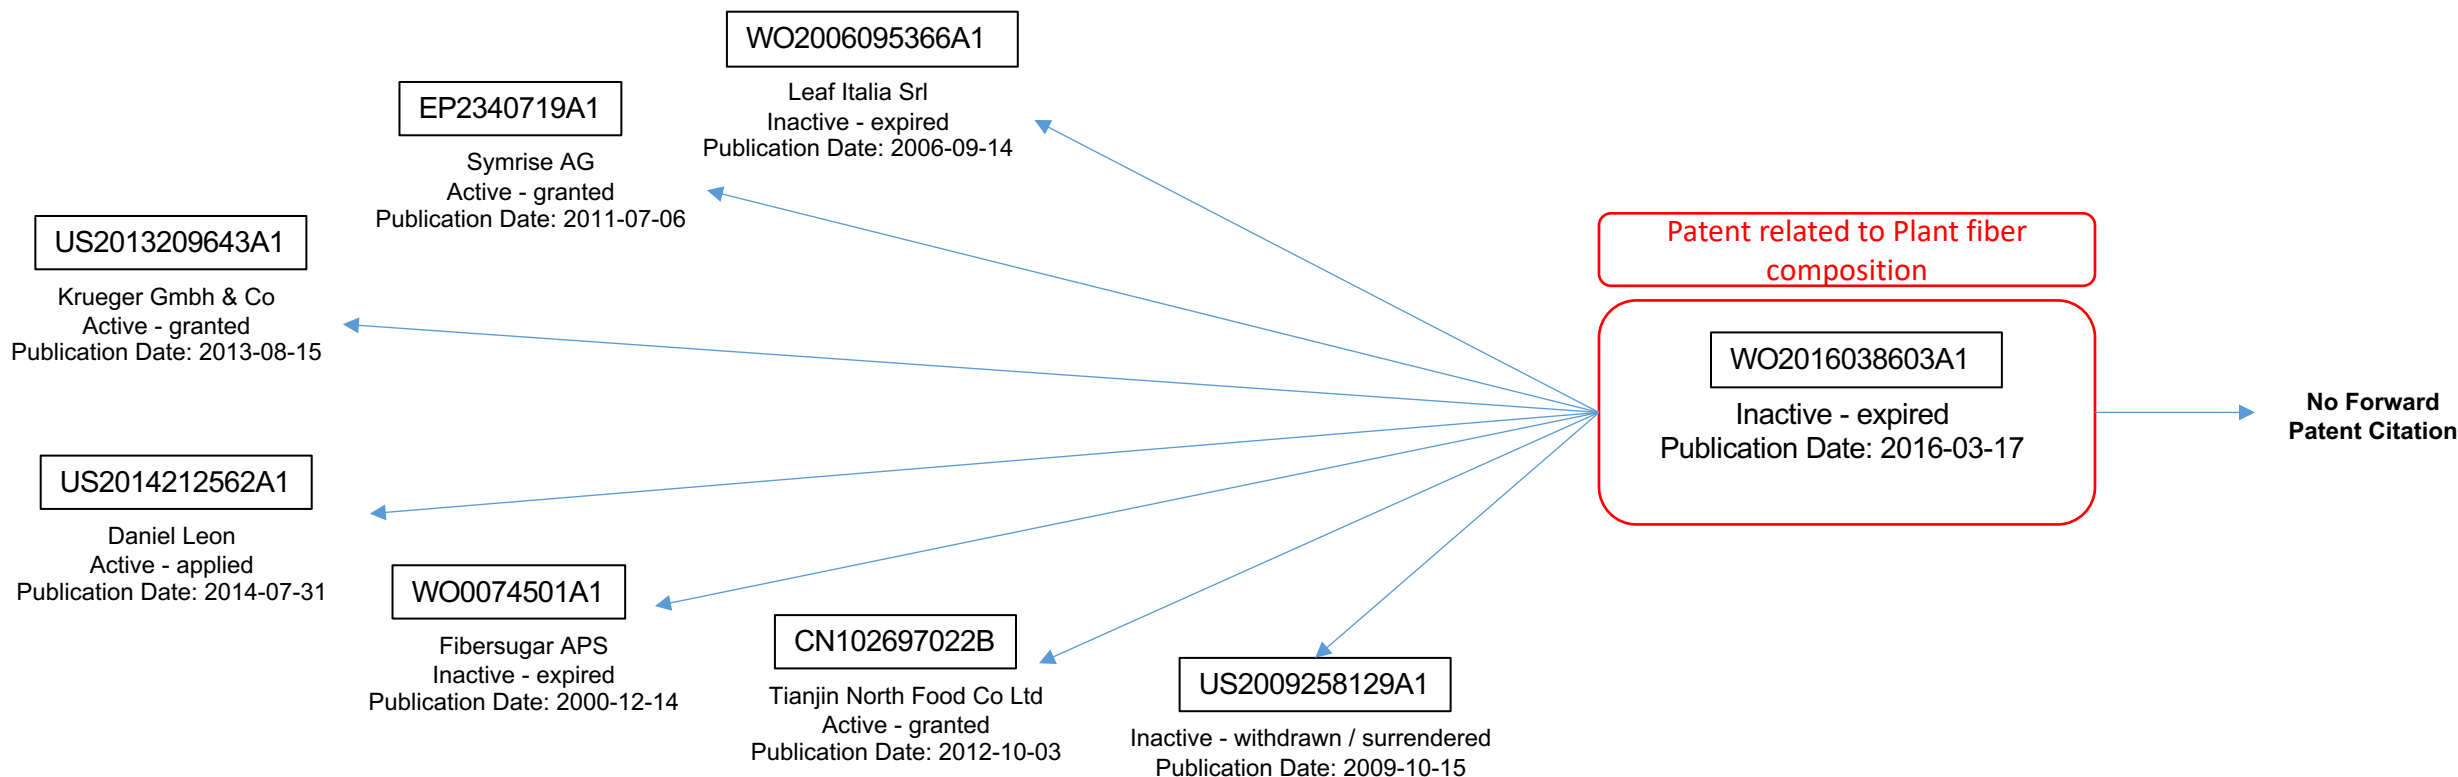 WO2006095366A1
Leaf Italia Srl
Inactive - expired
Publication Date: 2006-09-14
EP2340719A1
Symrise AG
Active - granted
Publication Date: 2011-07-06
US2013209643A1
Krueger Gmbh & Co
Active - granted
Publication Date: 2013-08-15
Patent related to Plant fiber
composition
WO2016038603A1
Inactive - expired
Publication Date: 2016-03-17
No Forward
Patent Citation
US2014212562A1
Daniel Leon
Active - applied
Publication Date: 2014-07-31
WO0074501A1
Fibersugar APS
Inactive - expired
Publication Date: 2000-12-14
CN102697022B
Tianjin North Food Co Ltd
Active - granted
Publication Date: 2012-10-03
US2009258129A1
Inactive - withdrawn / surrendered
Publication Date: 2009-10-15